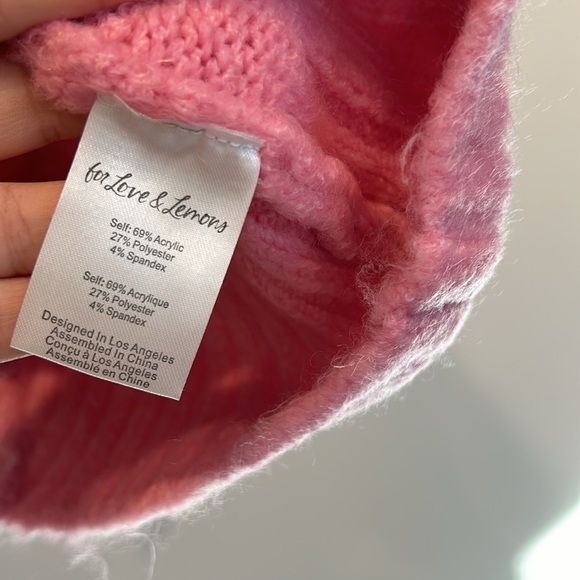 for Love & Lemons
Self: 69% Acrylic
27% Polyester
4% Spandex
Self: 69% Acrylique
27% Polyester
4% Spandex
Designed In Los Angeles
Assembled In China
Conçu à Los Angeles
Assemblé en Chine